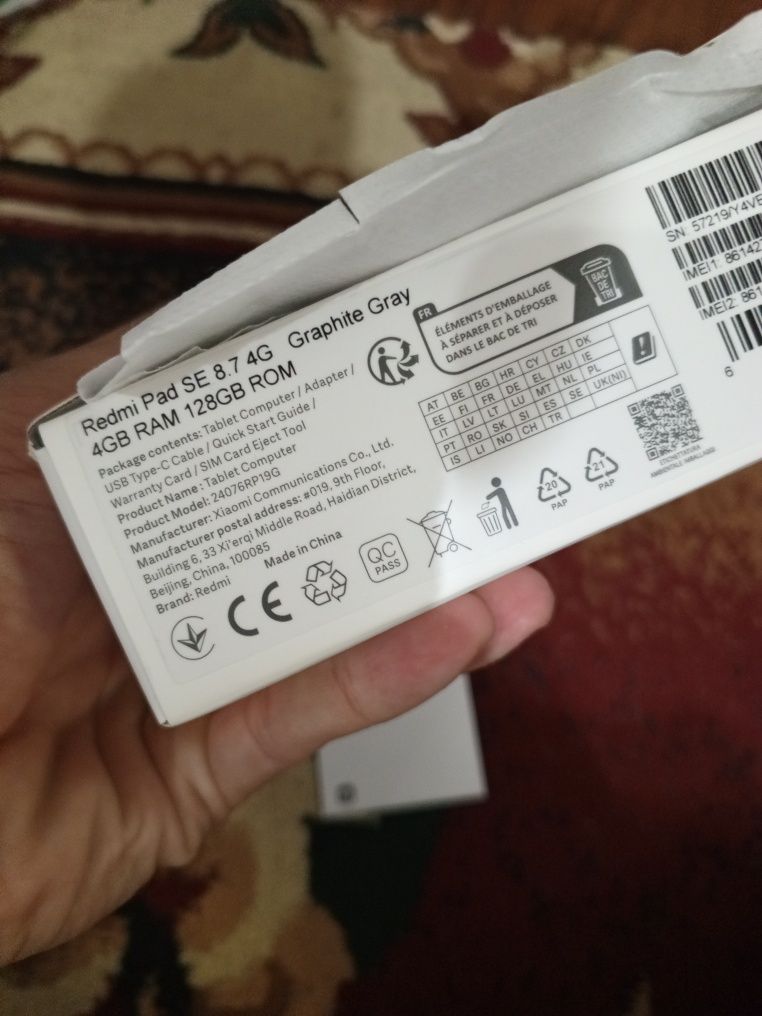 Redmi Pad SE 8.7 4G Graphite Gray
4GB RAM 128GB ROM
Package contents: Tablet Computer / Adapter /
USB Type-C Cable / Quick Start Guide /
Warranty Card / SIM Card Eject Tool
Product Name: Tablet Computer
Product Model: 24076RP19G
Manufacturer: Xiaomi Communications Co., Ltd.
Manufacturer postal address: #019, 9th Floor,
Building 6, 33 Xi'erqi Middle Road, Haidian District,
Beijing, China, 100085
Brand: Redmi Made in China
CE
QC
PASS
FR
ÉLÉMENTS D'EMBALLAGE
À SÉPARER ET À DÉPOSER
DANS LE BAC DE TRI
BAC
DE
TRI
AT BE BG HR CY CZ DK
EE FI FR DE EL HU IE
IT LV LT LU MT NL PL
PT RO SK SI ES SE UK(NI)
IS LI NO CH TR
20
PAP
21
PAP
ETICHETTATURA
AMBIENTALE IMBALLAGGI
SN: 57219/Y4VE
IMEI1: 86142
IMEI2: 861
6